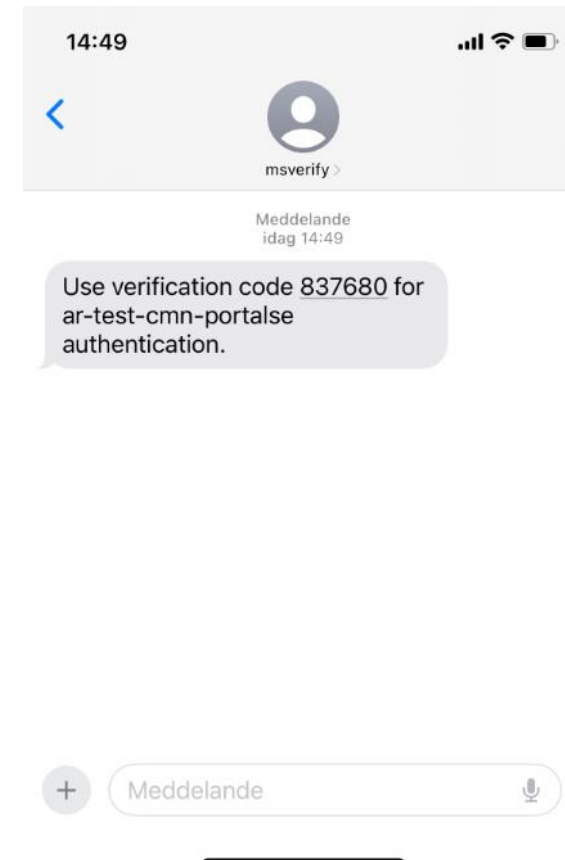 14:49
msverify
Meddelande
idag 14:49
Use verification code 837680 for
ar-test-cmn-portalse
authentication.
Meddelande